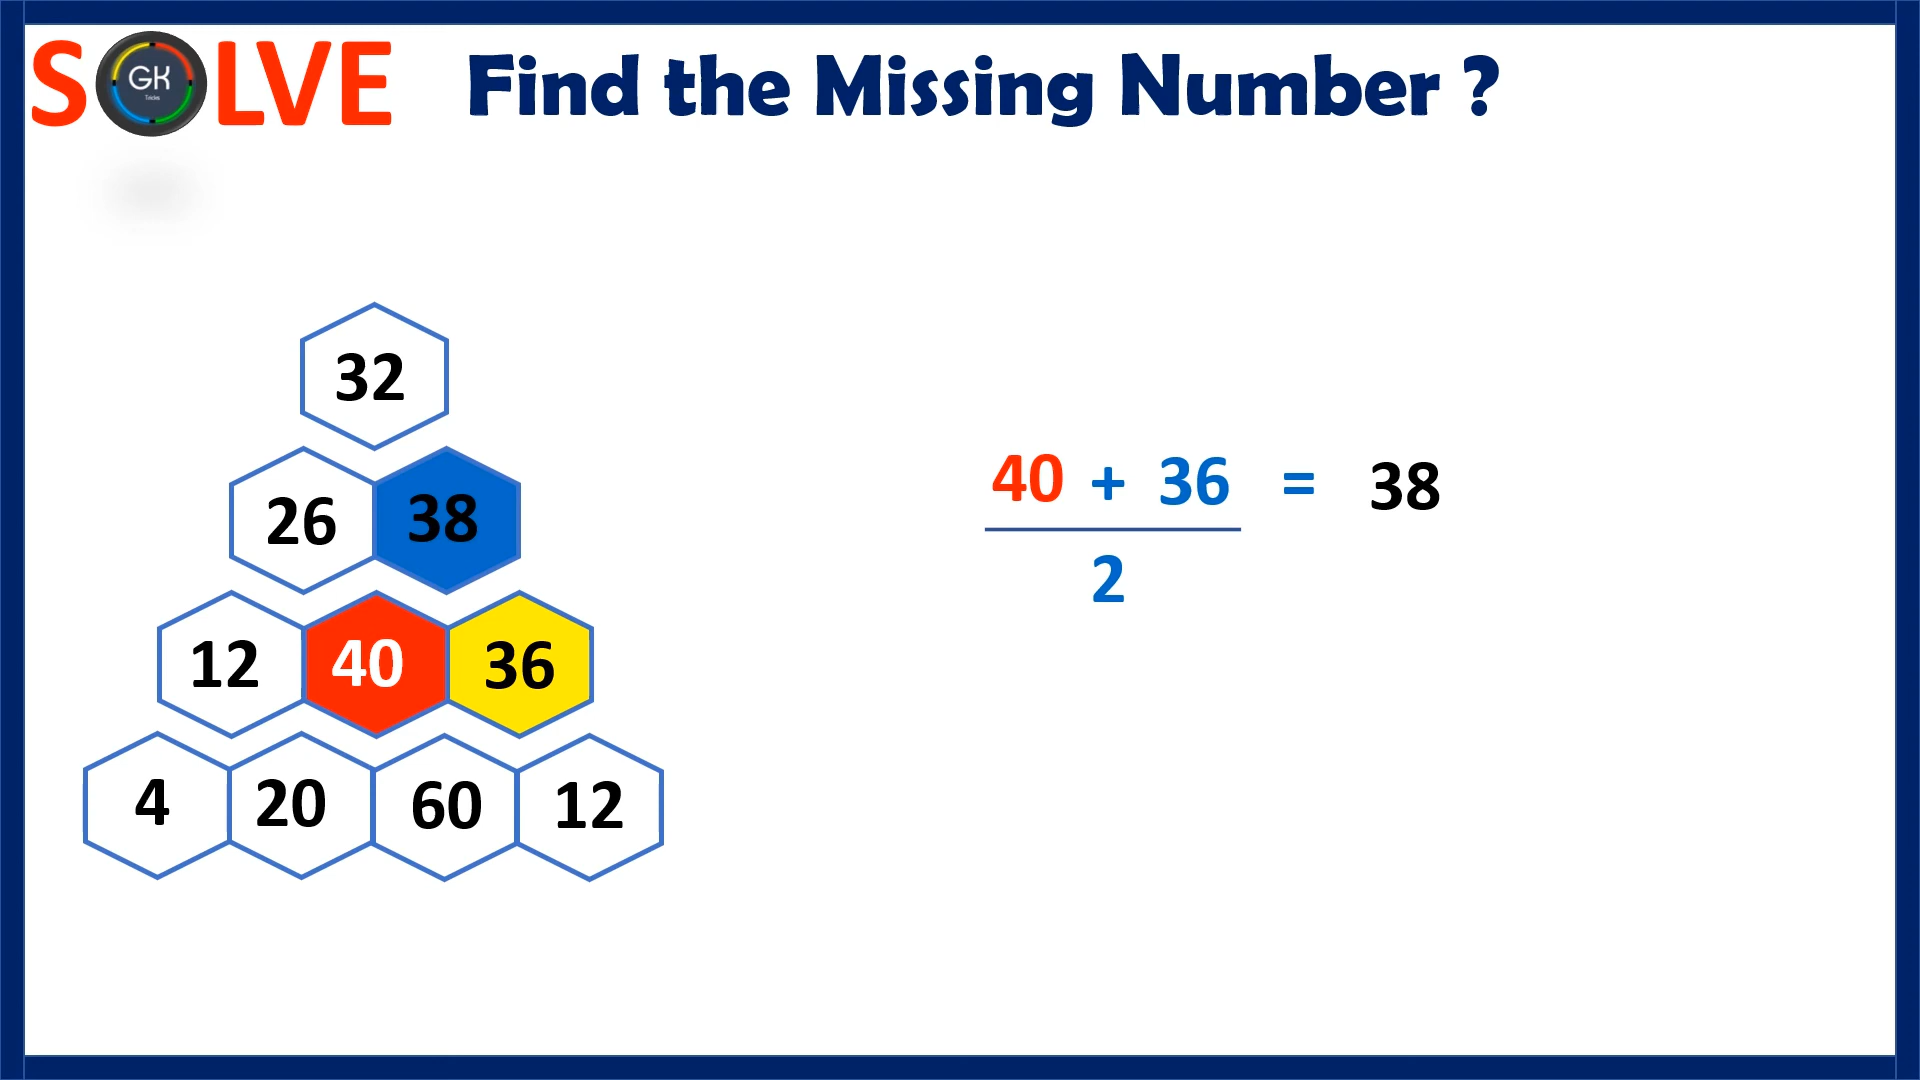 SOLVE
GK
Tricks
Find the Missing Number ?
32
26 38
12 40 36
4 20 60 12
40 + 36 = 38
2